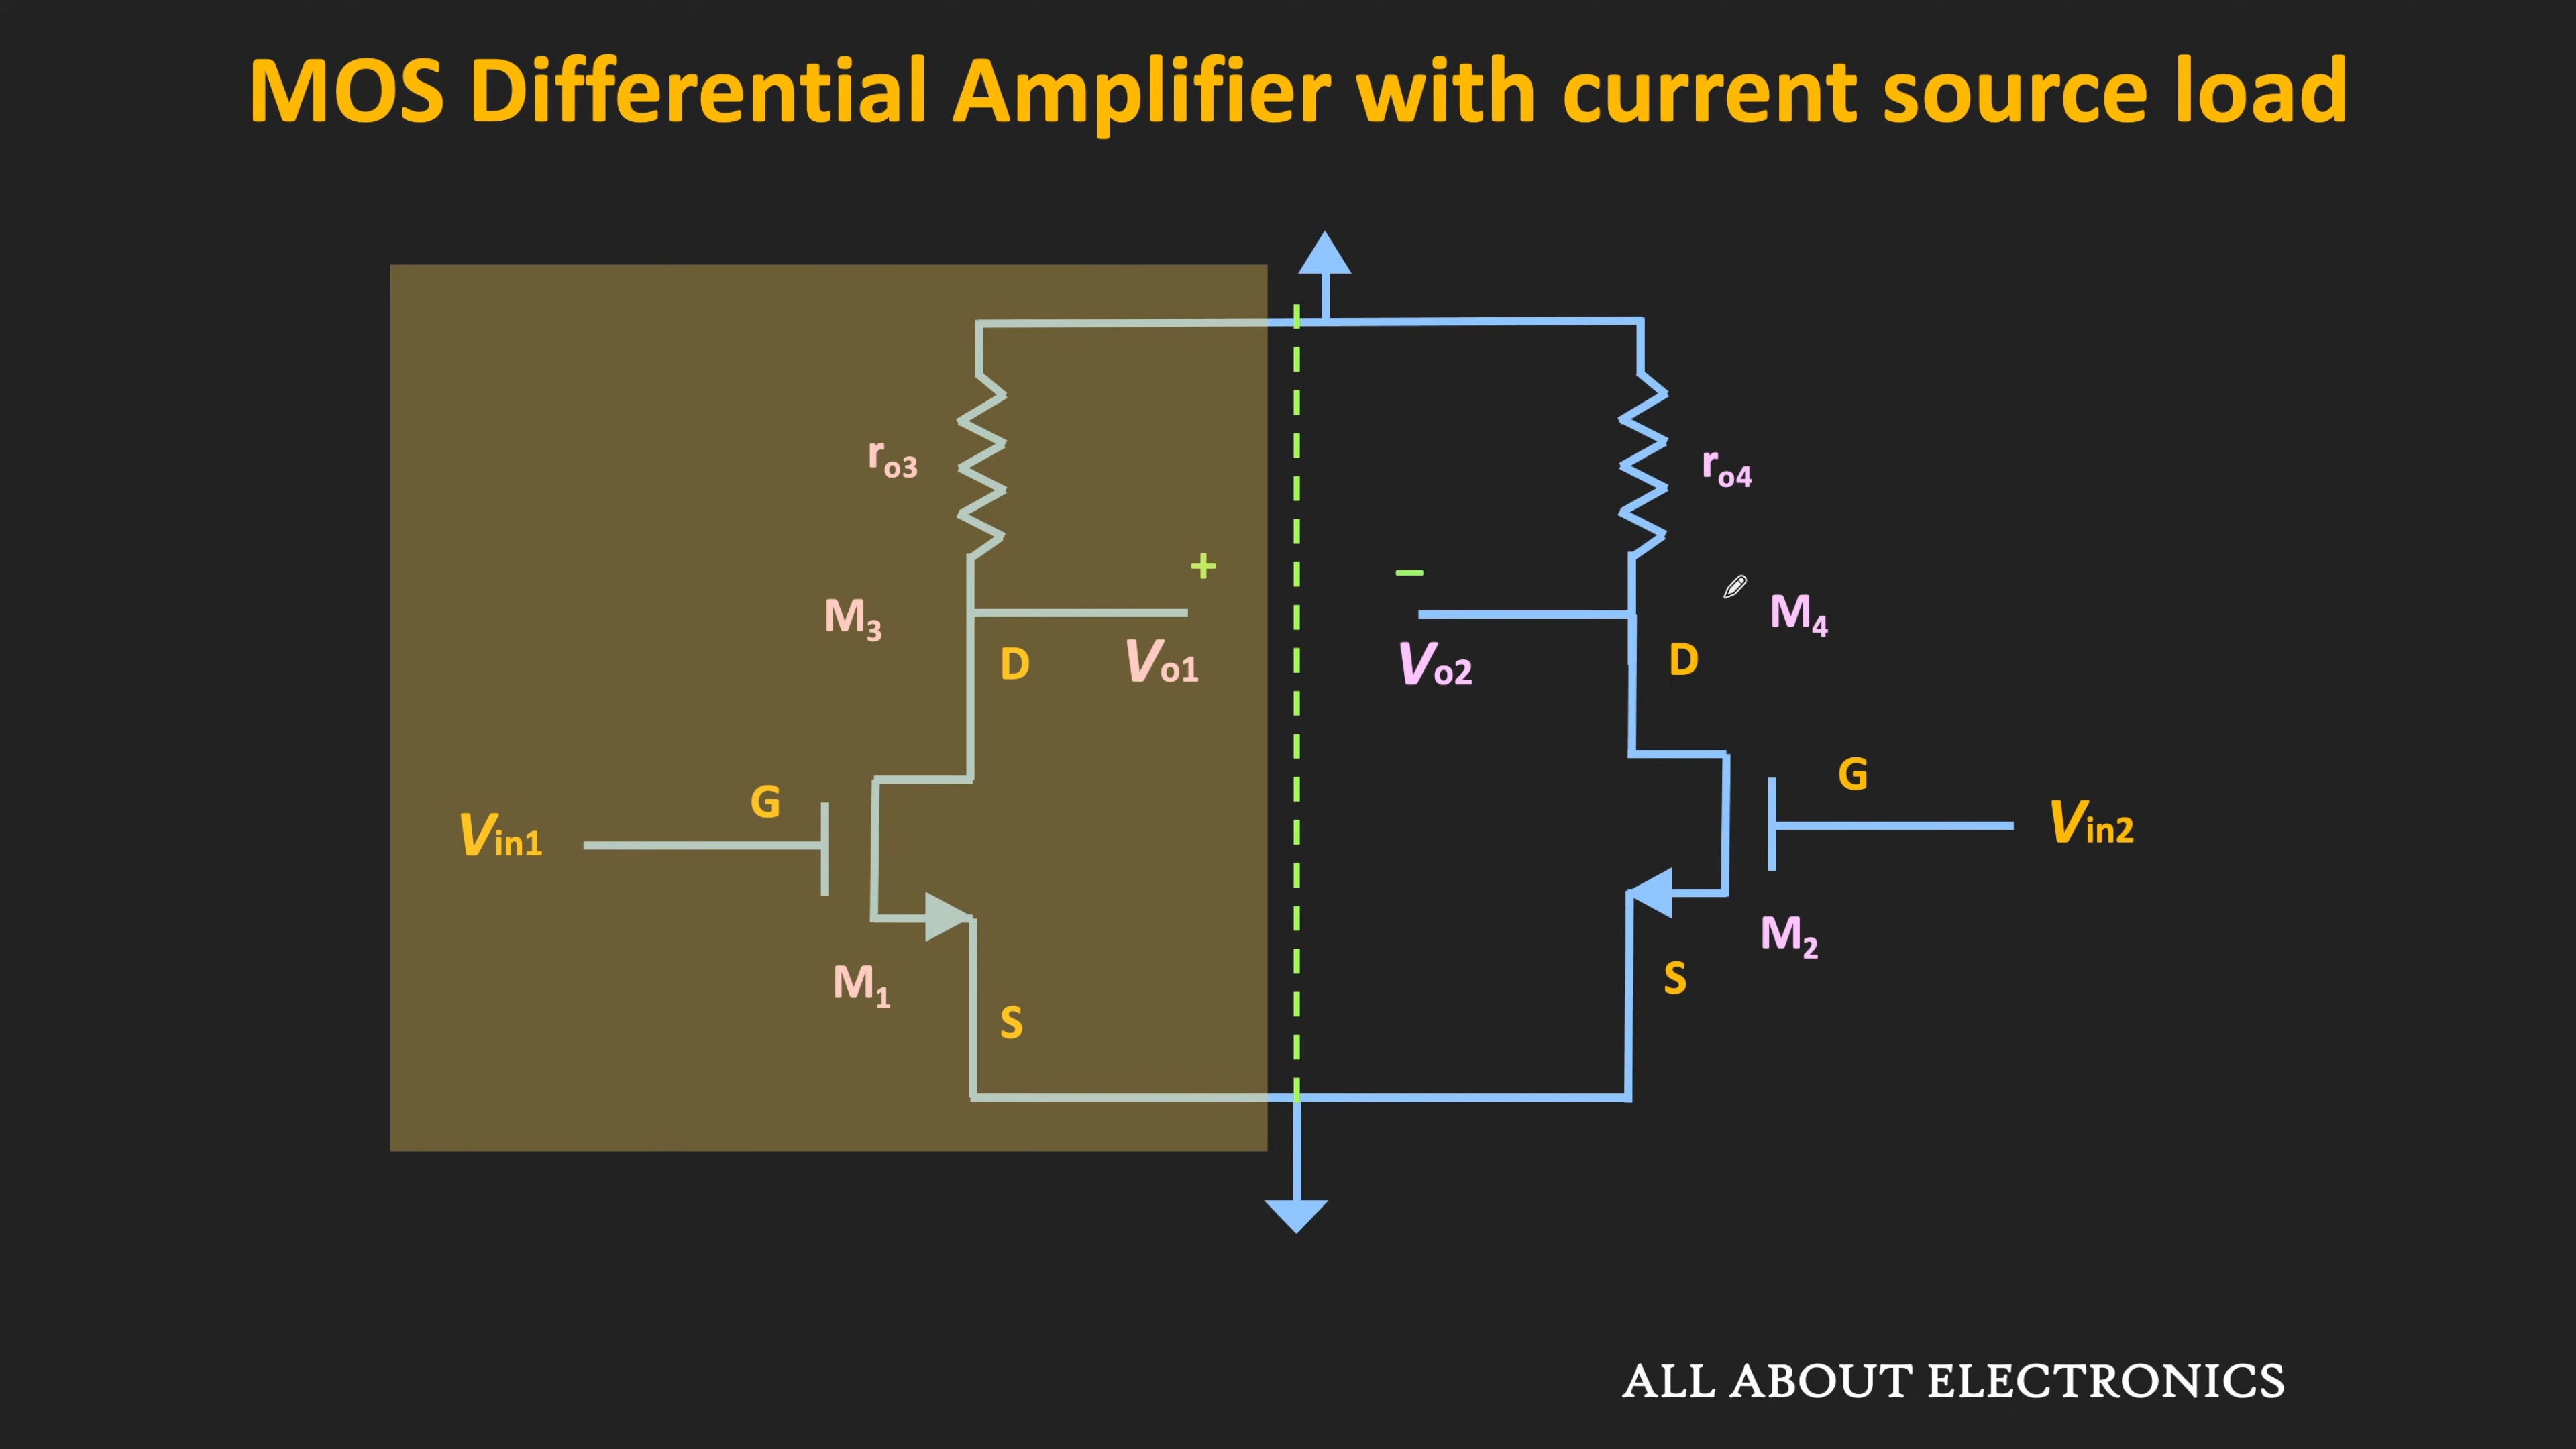 MOS Differential Amplifier with current source load
ro3
ro4
+
–
M3
M4
D
Vo1
Vo2
D
G
G
Vin1
Vin2
M2
M1
S
S
ALL ABOUT ELECTRONICS